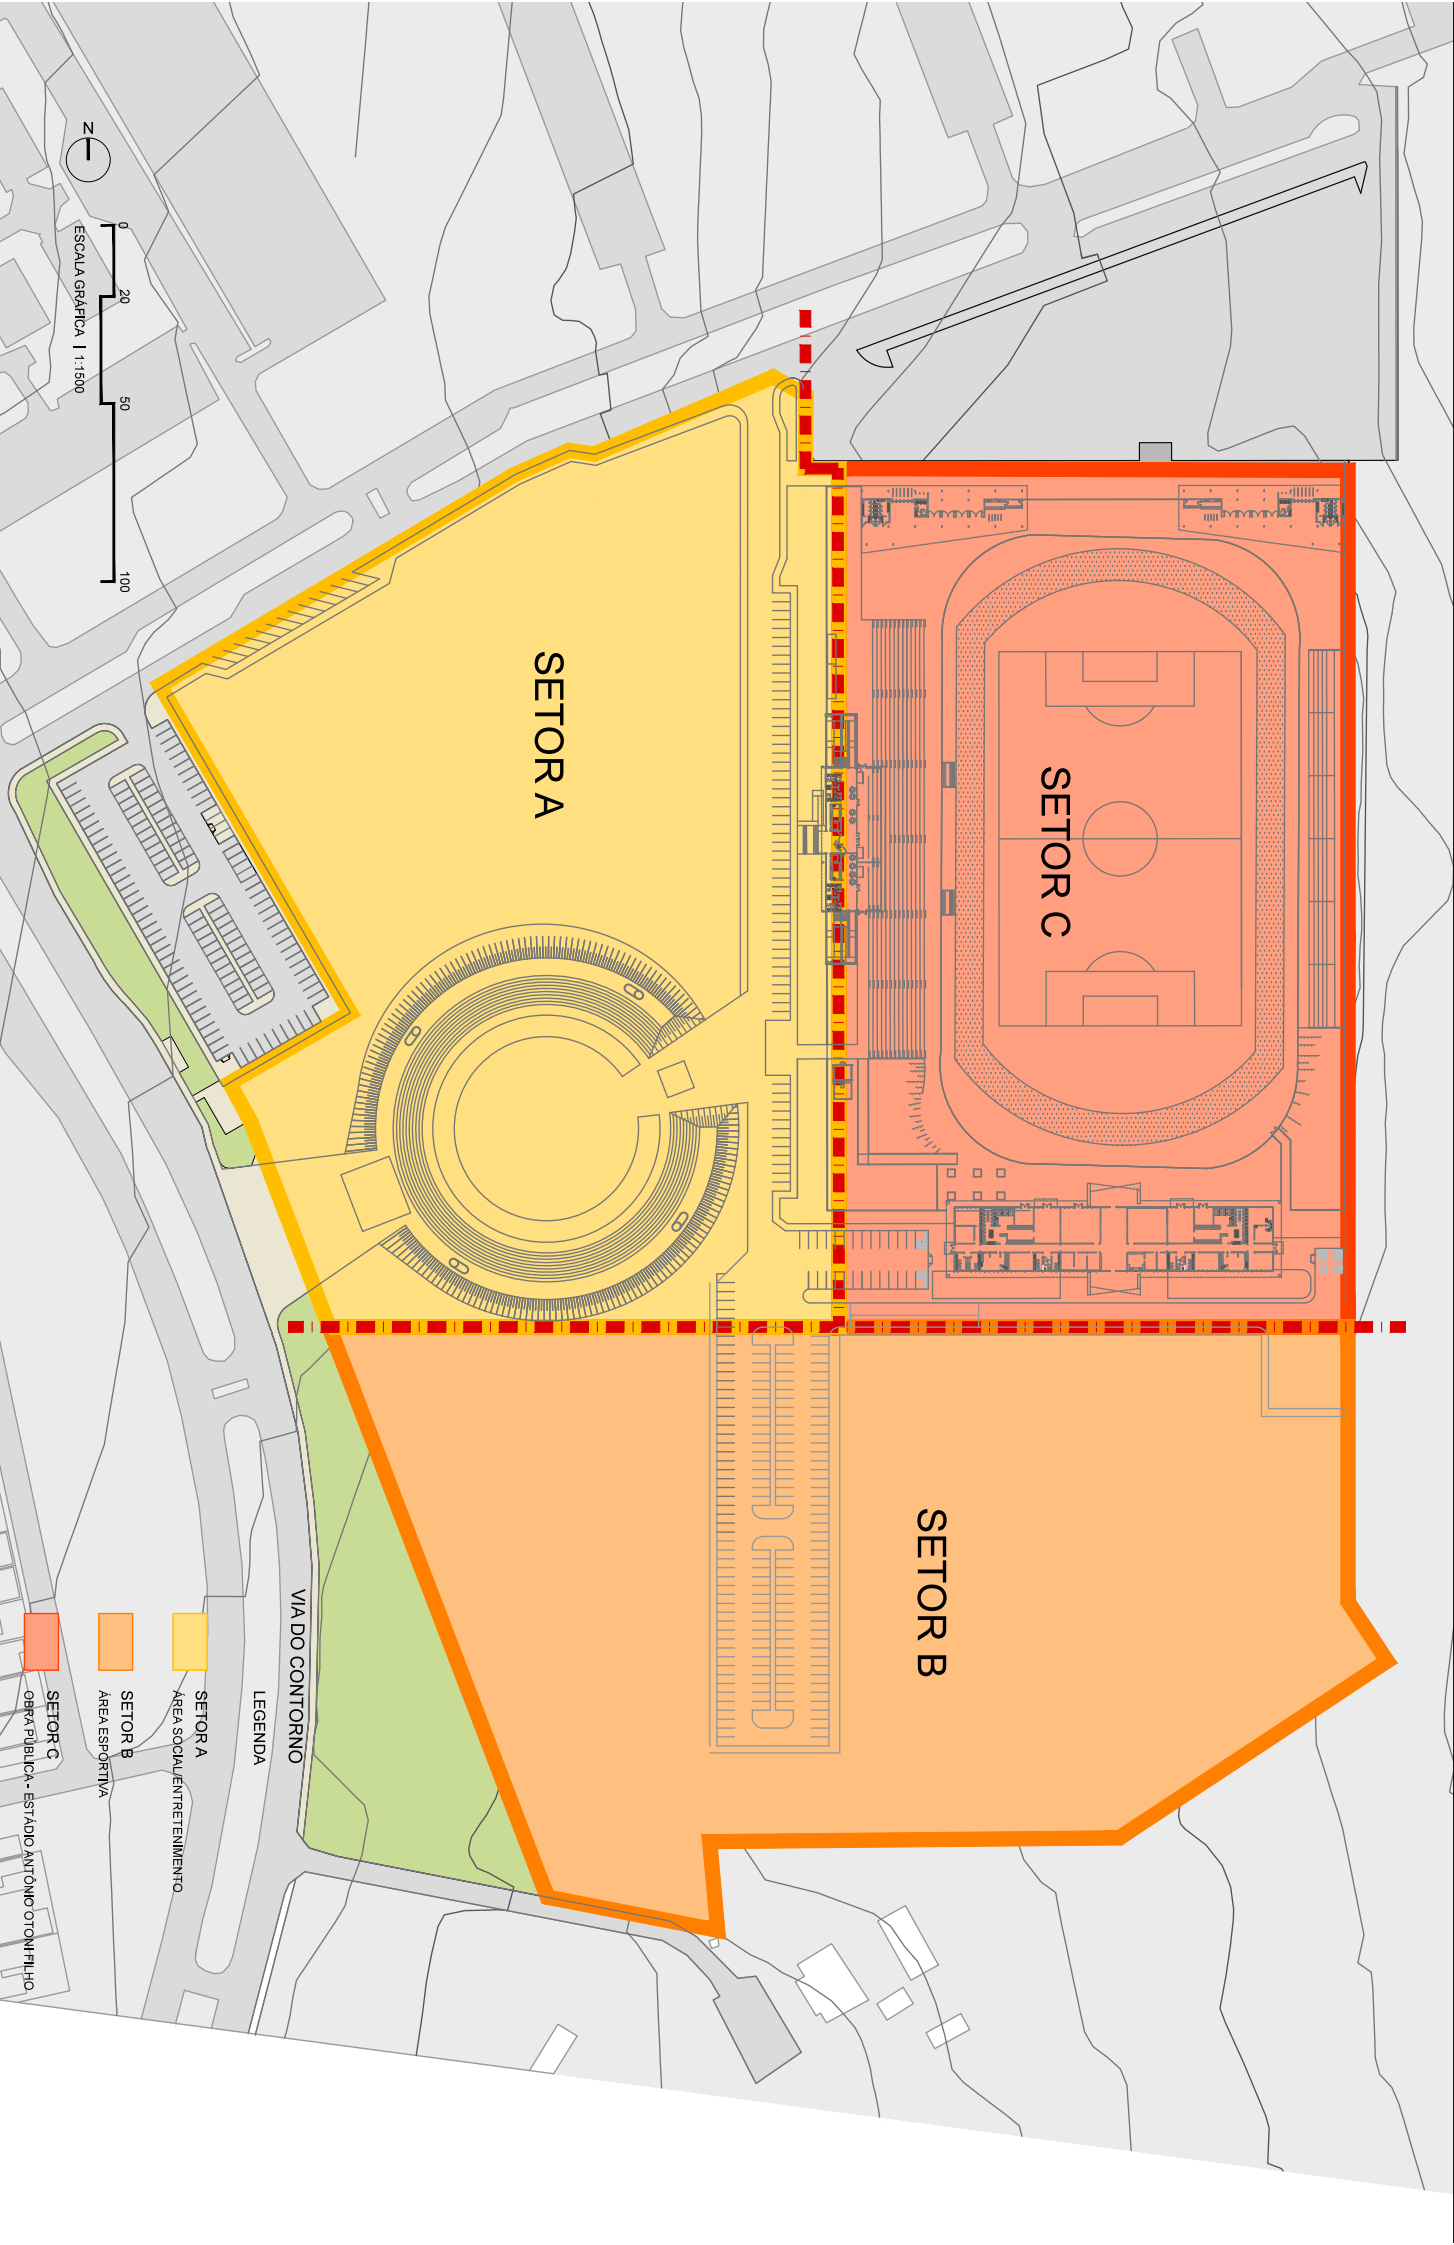 SETOR C
SETOR A
SETOR B
VIA DO CONTORNO
LEGENDA
SETOR A
ÁREA SOCIAL/ENTRETENIMENTO
SETOR B
ÁREA ESPORTIVA
SETOR C
OBRA PÚBLICA - ESTÁDIO ANTÔNIO OTONI FILHO
N
0 20 50 100
ESCALA GRÁFICA | 1:1500